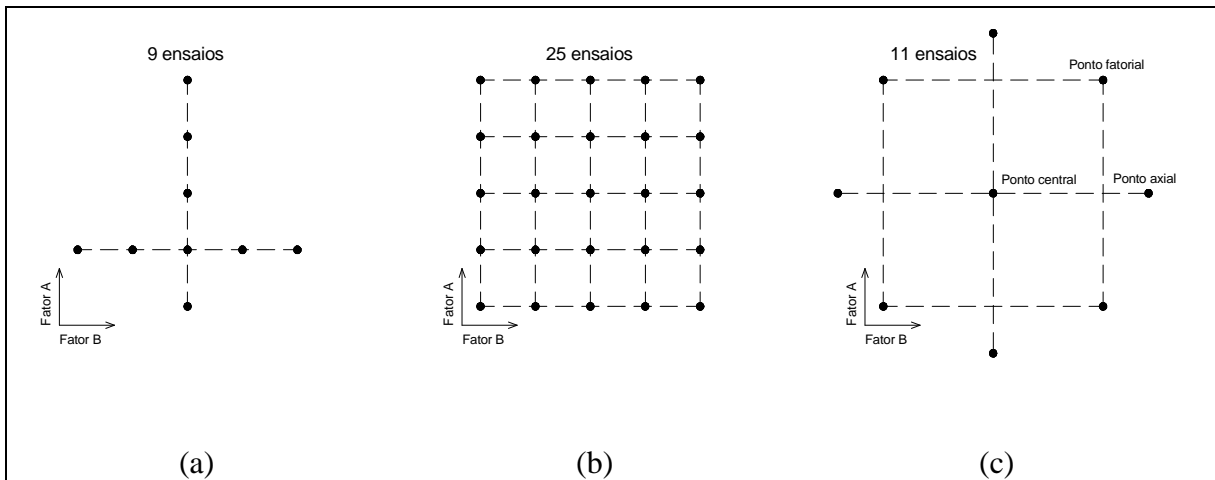 9 ensaios
Fator A
Fator B
(a)
25 ensaios
Fator A
Fator B
(b)
11 ensaios
Ponto fatorial
Ponto central
Ponto axial
Fator A
Fator B
(c)